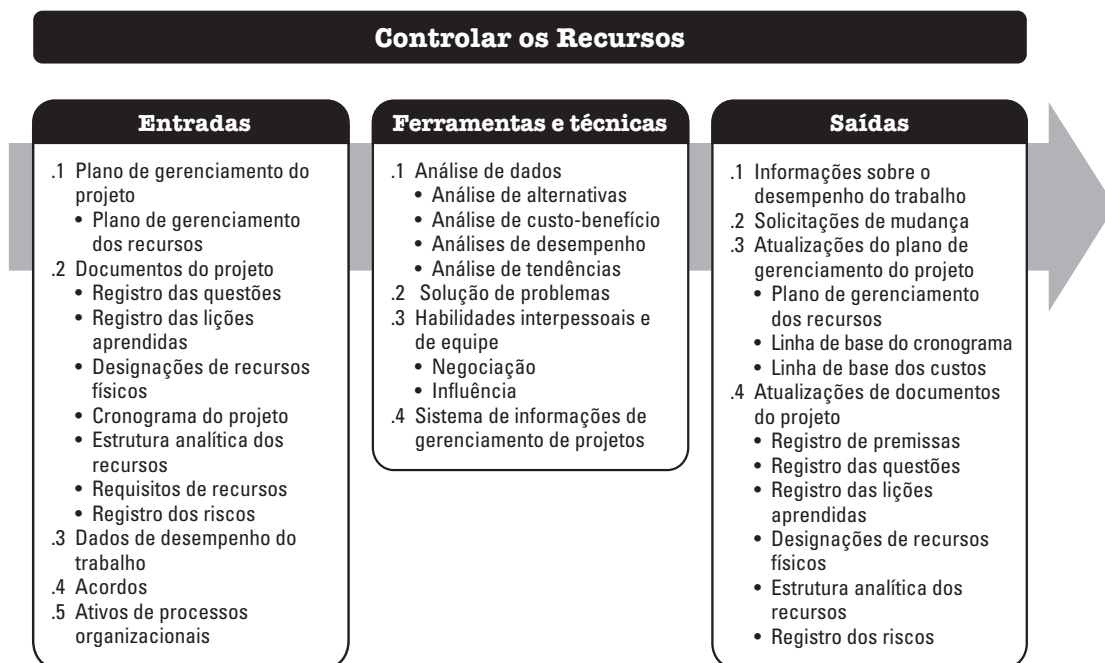 Controlar os Recursos
Entradas
.1 Plano de gerenciamento do
projeto
• Plano de gerenciamento
dos recursos
.2 Documentos do projeto
• Registro das questões
• Registro das lições
aprendidas
• Designações de recursos
físicos
• Cronograma do projeto
• Estrutura analítica dos
recursos
• Requisitos de recursos
• Registro dos riscos
.3 Dados de desempenho do
trabalho
.4 Acordos
.5 Ativos de processos
organizacionais
Ferramentas e técnicas
.1 Análise de dados
• Análise de alternativas
• Análise de custo-benefício
• Análises de desempenho
• Análise de tendências
.2 Solução de problemas
.3 Habilidades interpessoais e
de equipe
• Negociação
• Influência
.4 Sistema de informações de
gerenciamento de projetos
Saídas
.1 Informações sobre o
desempenho do trabalho
.2 Solicitações de mudança
.3 Atualizações do plano de
gerenciamento do projeto
• Plano de gerenciamento
dos recursos
• Linha de base do cronograma
• Linha de base dos custos
.4 Atualizações de documentos
do projeto
• Registro de premissas
• Registro das questões
• Registro das lições
aprendidas
• Designações de recursos
físicos
• Estrutura analítica dos
recursos
• Registro dos riscos